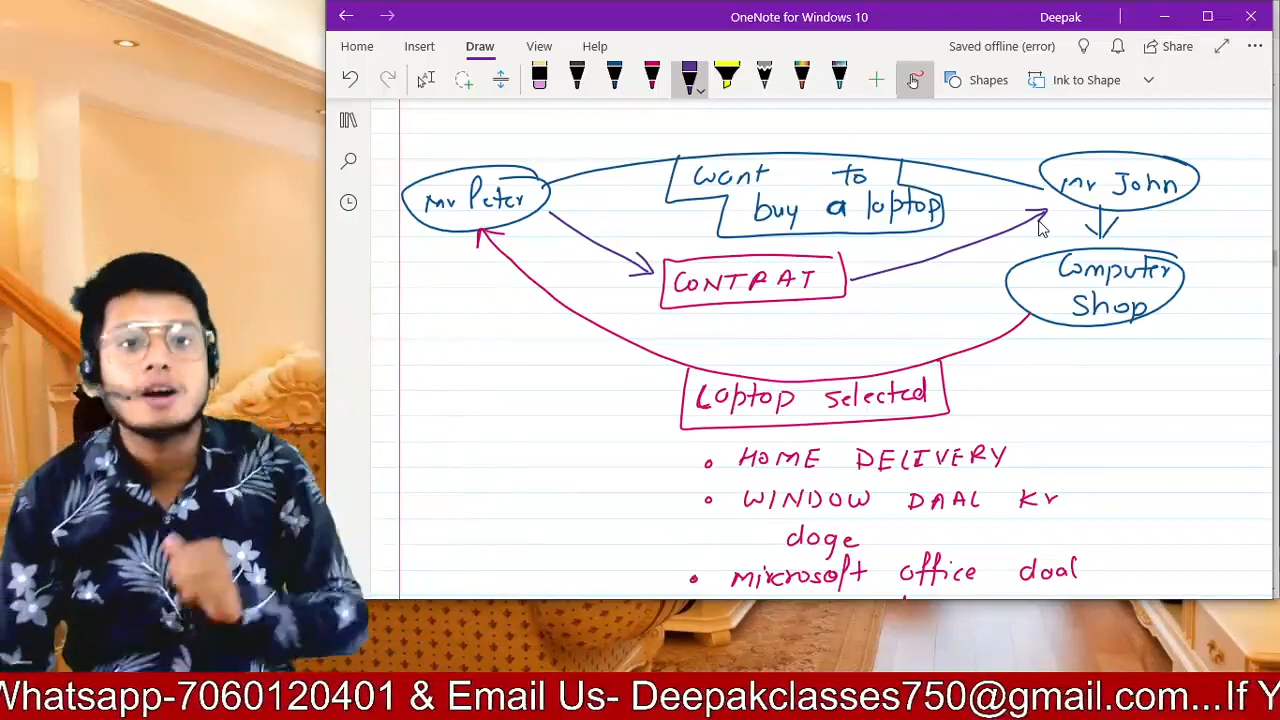 OneNote for Windows 10
Deepak
Home Insert Draw View Help
Saved offline (error)
Share
Shapes
Ink to Shape
Mr Peter
Want to
buy a laptop
Mr John
CONTRAT
Computer
Shop
Laptop selected
• HOME DELIVERY
• WINDOW DAAL Kr
doge
• Mixrosoft office daal
Whatsapp-7060120401 & Email Us- Deepakclasses750@gmail.com...If Y